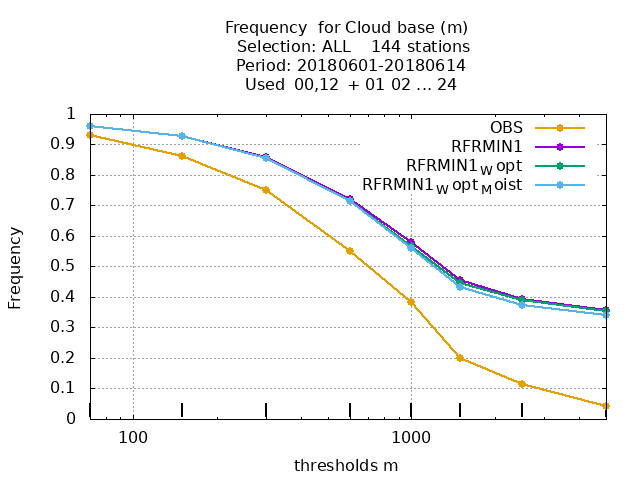 Frequency  for Cloud base (m)
Selection: ALL    144 stations
Period: 20180601-20180614
Used  00,12  + 01 02 ... 24
1
0.9
0.8
0.7
0.6
0.5
0.4
0.3
0.2
0.1
0
Frequency
OBS
RFRMIN1
RFRMIN1Wopt
RFRMIN1WoptMoist
100
1000
thresholds m